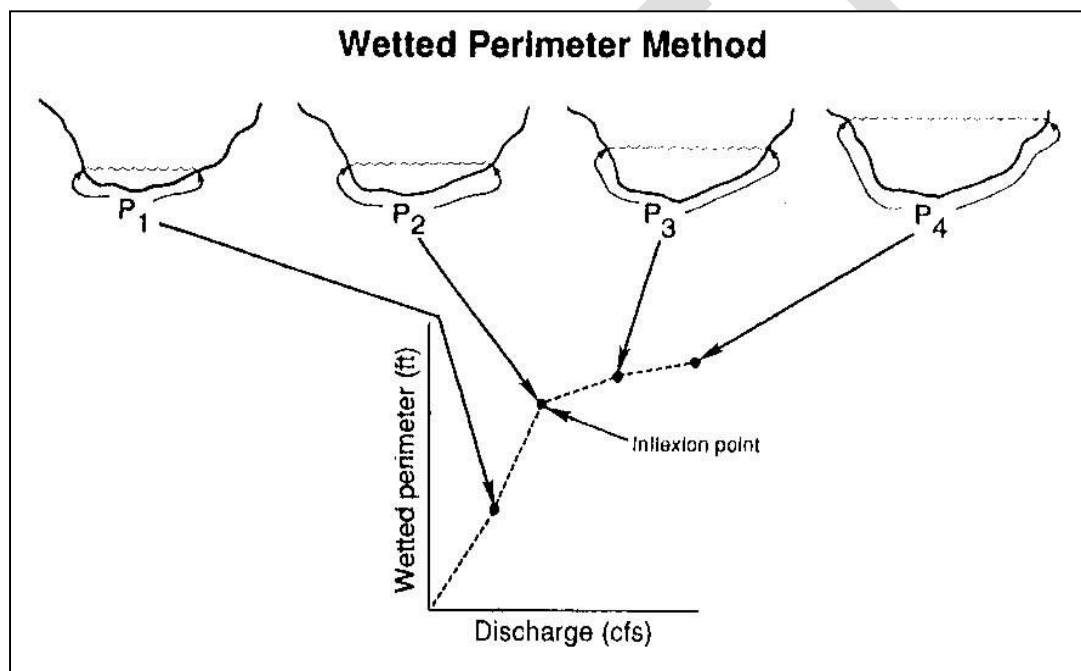 Wetted Perimeter Method
P1
P2
P3
P4
Wetted perimeter (ft)
Inflexion point
Discharge (cfs)